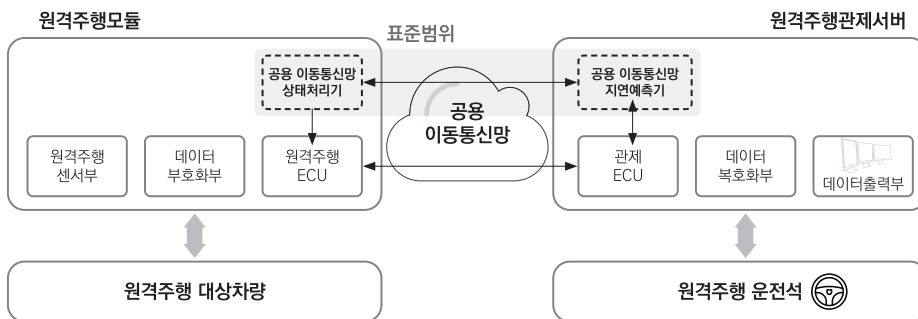 원격주행모듈
원격주행관제서버
표준범위
공용 이동통신망
상태처리기
공용 이동통신망
지연예측기
공용
이동통신망
원격주행
센서부
데이터
부호화부
원격주행
ECU
관제
ECU
데이터
복호화부
데이터출력부
원격주행 대상차량
원격주행 운전석